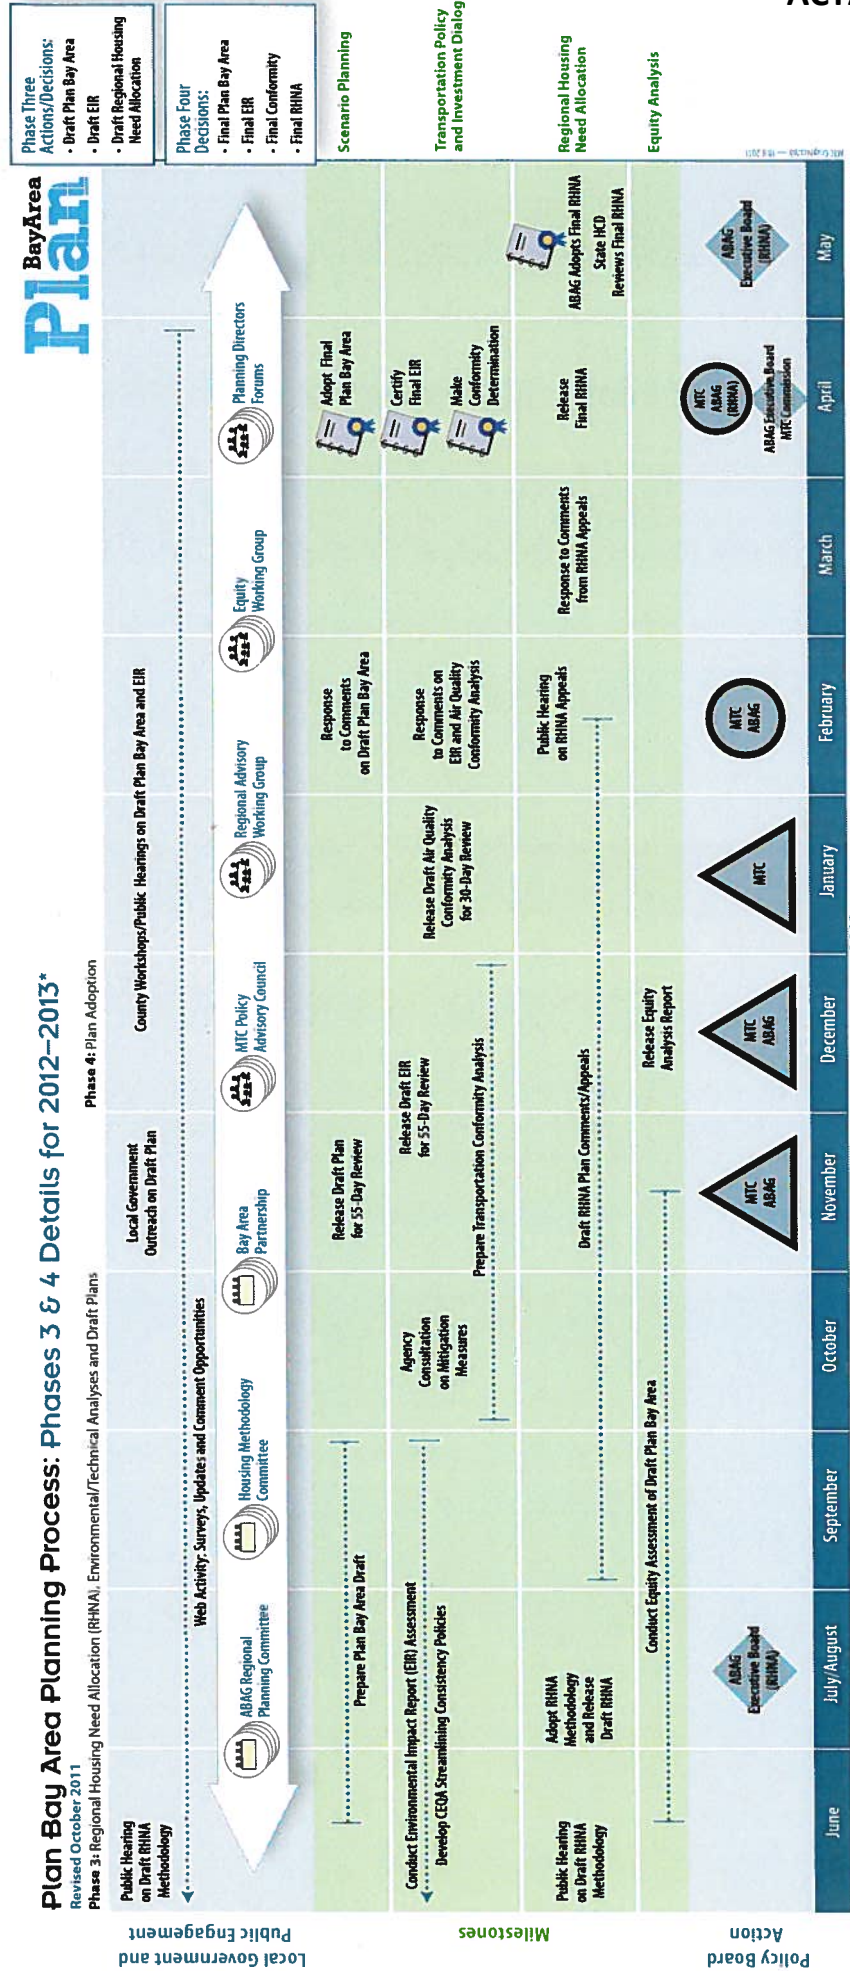 Plan Bay Area Planning Process: Phases 3 & 4 Details for 2012–2013*
Revised October 2011
Phase 3: Regional Housing Need Allocation (RHNA), Environmental/Technical Analyses and Draft Plans
Phase 4: Plan Adoption
BayArea
Plan
Phase Three
Actions/Decisions:
• Draft Plan Bay Area
• Draft EIR
• Draft Regional Housing
Need Allocation
Phase Four
Decisions:
• Final Plan Bay Area
• Final EIR
• Final Conformity
• Final RHNA
Local Government and
Public Engagement
Public Hearing
on Draft RHNA
Methodology
Local Government
Outreach on Draft Plan
County Workshops/Public Hearings on Draft Plan Bay Area and EIR
Web Activity: Surveys, Updates and Comment Opportunities
ABAG Regional
Planning Committee
Housing Methodology
Committee
Bay Area
Partnership
MTC Policy
Advisory Council
Regional Advisory
Working Group
Equity
Working Group
Planning Directors
Forums
Milestones
Scenario Planning
Prepare Plan Bay Area Draft
Release Draft Plan
for 55-Day Review
Response
to Comments
on Draft Plan Bay Area
Adopt Final
Plan Bay Area
Transportation Policy
and Investment Dialog
Conduct Environmental Impact Report (EIR) Assessment
Develop CEQA Streamlining Consistency Policies
Agency
Consultation
on Mitigation
Measures
Release Draft EIR
for 55-Day Review
Prepare Transportation Conformity Analysis
Release Draft Air Quality
Conformity Analysis
for 30-Day Review
Response
to Comments on
EIR and Air Quality
Conformity Analysis
Certify
Final EIR
Make
Conformity
Determination
Regional Housing
Need Allocation
Public Hearing
on Draft RHNA
Methodology
Adopt RHNA
Methodology
and Release
Draft RHNA
Draft RHNA Plan Comments/Appeals
Public Hearing
on RHNA Appeals
Response to Comments
from RHNA Appeals
Release
Final RHNA
ABAG Adopts Final RHNA
State HCD
Reviews Final RHNA
Equity Analysis
Conduct Equity Assessment of Draft Plan Bay Area
Release Equity
Analysis Report
Policy Board
Action
ABAG
Executive Board
(RHNA)
MTC
ABAG
MTC
ABAG
MTC
MTC
ABAG
MTC
ABAG
(RHNA)
ABAG Executive Board
MTC Commission
ABAG
Executive Board
(RHNA)
June
July/August
September
October
November
December
January
February
March
April
May